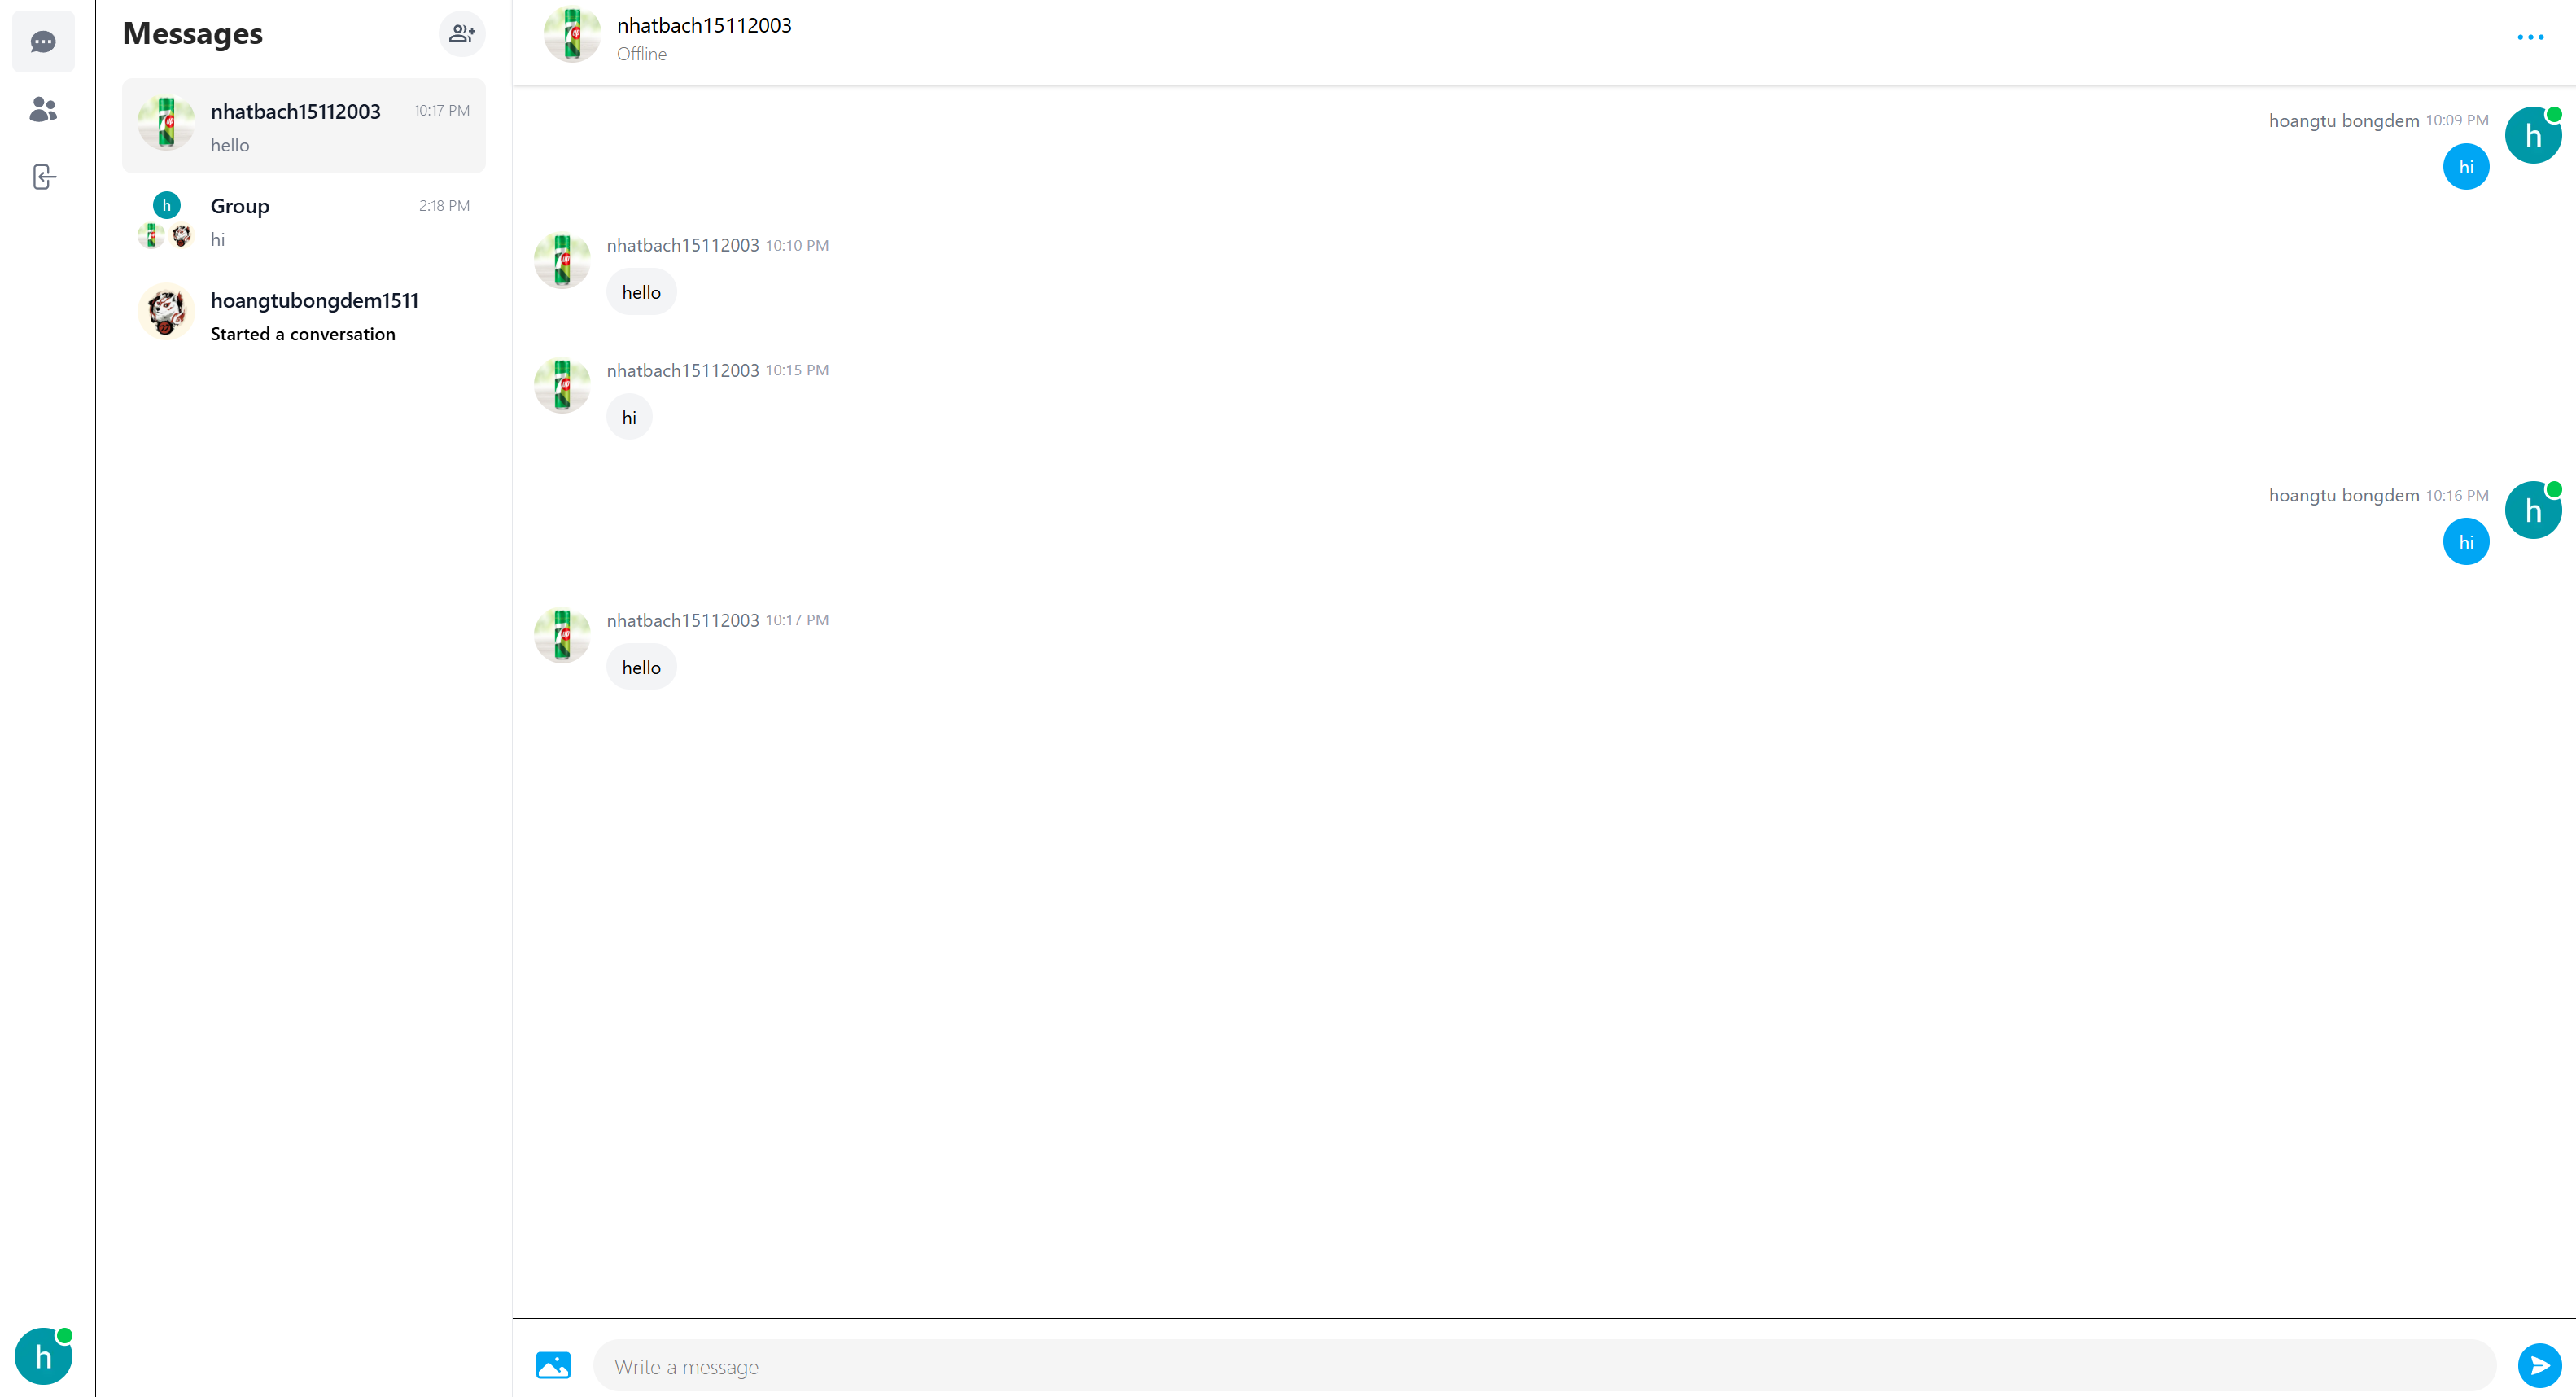 Messages
nhatbach15112003 10:17 PM
hello
h
Group 2:18 PM
hi
hoangtubongdem1511
Started a conversation
h
nhatbach15112003
Offline
hoangtu bongdem 10:09 PM
h
hi
nhatbach15112003 10:10 PM
hello
nhatbach15112003 10:15 PM
hi
hoangtu bongdem 10:16 PM
h
hi
nhatbach15112003 10:17 PM
hello
Write a message